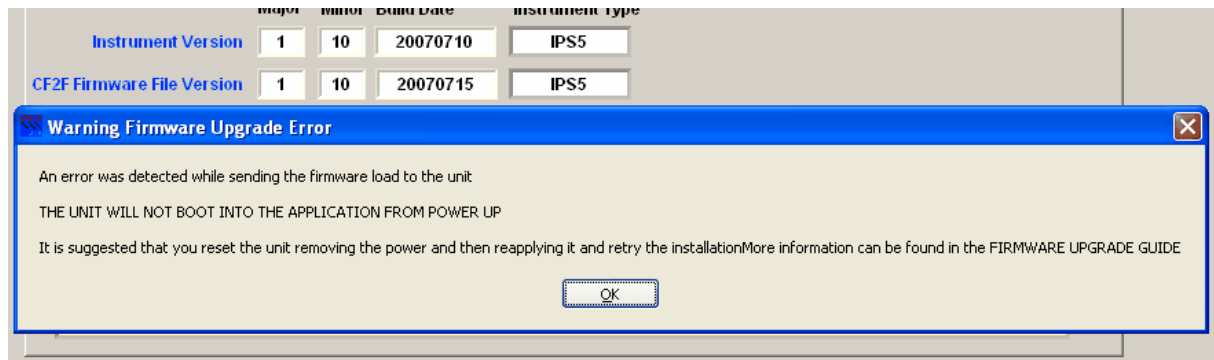 Major Minor Build Date Instrument Type
Instrument Version 1 10 20070710 IPS5
CF2F Firmware File Version 1 10 20070715 IPS5
Warning Firmware Upgrade Error
An error was detected while sending the firmware load to the unit
THE UNIT WILL NOT BOOT INTO THE APPLICATION FROM POWER UP
It is suggested that you reset the unit removing the power and then reapplying it and retry the installationMore information can be found in the FIRMWARE UPGRADE GUIDE
OK